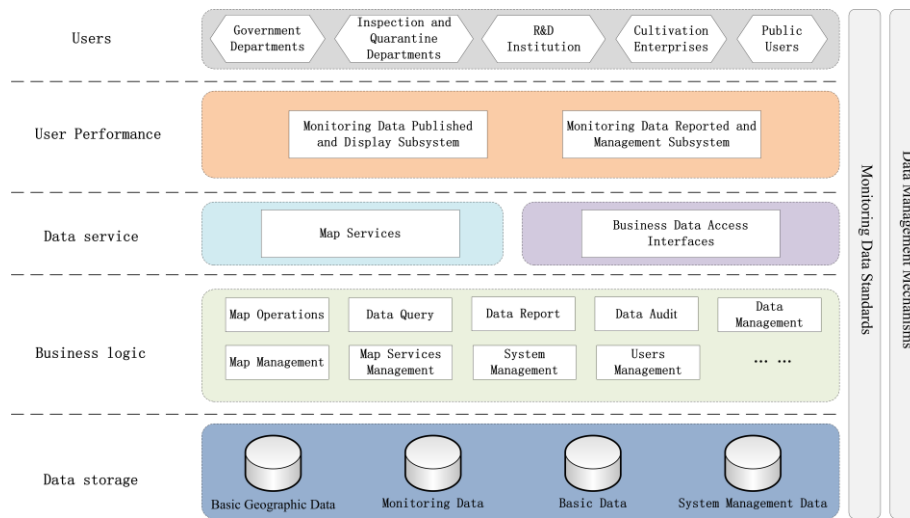 Users
Government
Departments
Inspection and
Quarantine
Departments
R&D
Institution
Cultivation
Enterprises
Public
Users
User Performance
Monitoring Data Published
and Display Subsystem
Monitoring Data Reported and
Management Subsystem
Data service
Map Services
Business Data Access
Interfaces
Business logic
Map Operations
Data Query
Data Report
Data Audit
Data
Management
Map Management
Map Services
Management
System
Management
Users
Management
... ...
Data storage
Basic Geographic Data
Monitoring Data
Basic Data
System Management Data
Monitoring Data Standards
Data Management Mechanisms